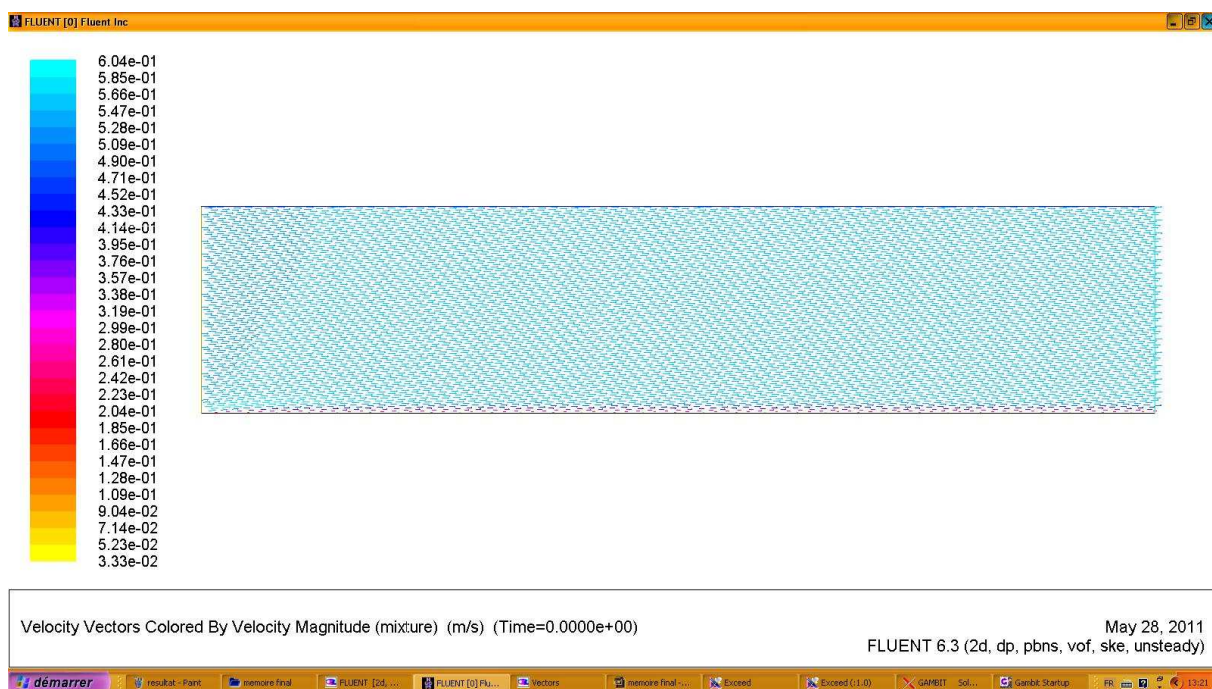 FLUENT [0] Fluent Inc
6.04e-01
5.85e-01
5.66e-01
5.47e-01
5.28e-01
5.09e-01
4.90e-01
4.71e-01
4.52e-01
4.33e-01
4.14e-01
3.95e-01
3.76e-01
3.57e-01
3.38e-01
3.19e-01
2.99e-01
2.80e-01
2.61e-01
2.42e-01
2.23e-01
2.04e-01
1.85e-01
1.66e-01
1.47e-01
1.28e-01
1.09e-01
9.04e-02
7.14e-02
5.23e-02
3.33e-02
Velocity Vectors Colored By Velocity Magnitude (mixture) (m/s) (Time=0.0000e+00)
May 28, 2011
FLUENT 6.3 (2d, dp, pbns, vof, ske, unsteady)
démarrer resultat - Paint memoire final FLUENT [2d, ... FLUENT [0] Flu... Vectors memoire final -... Exceed Exceed (:1.0) GAMBIT Sol... Gambit Startup FR 13:21